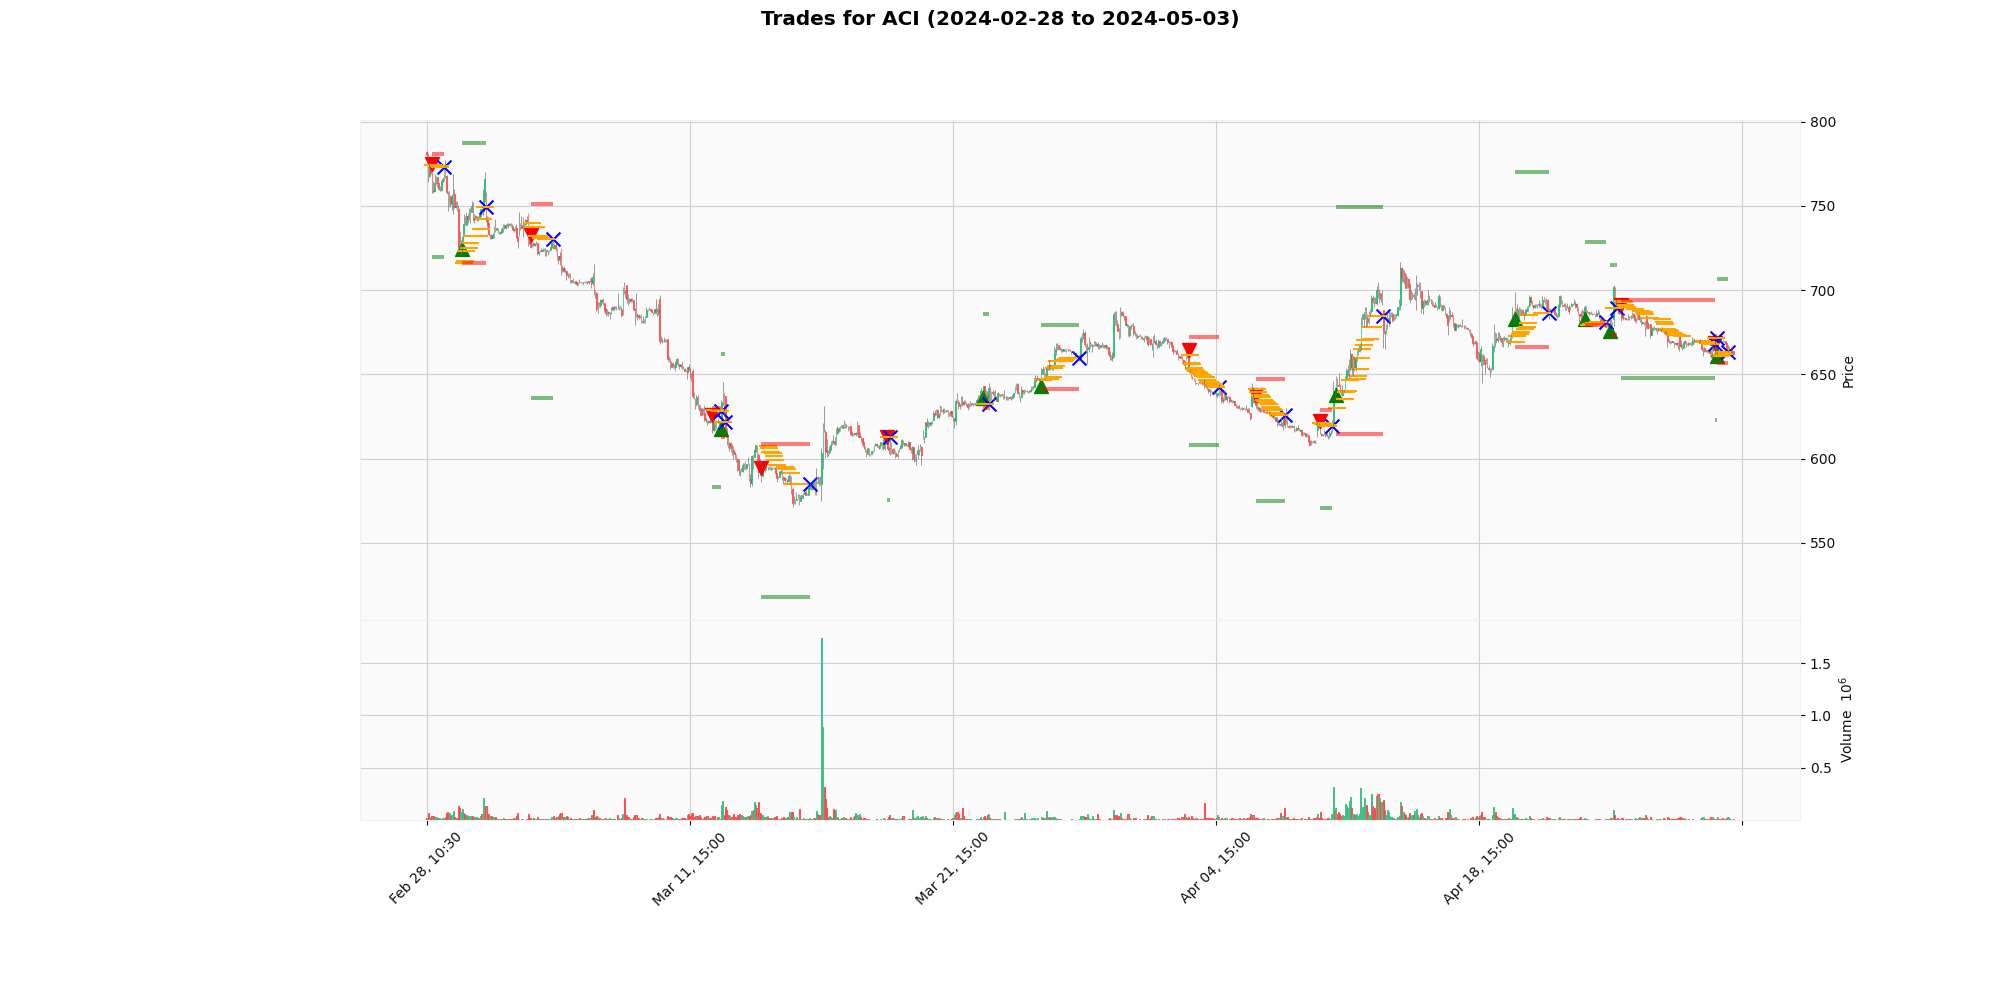 Trades for ACI (2024-02-28 to 2024-05-03)
800
750
700
650
600
550
Price
1.5
1.0
0.5
Volume 10^6
Feb 28, 10:30
Mar 11, 15:00
Mar 21, 15:00
Apr 04, 15:00
Apr 18, 15:00